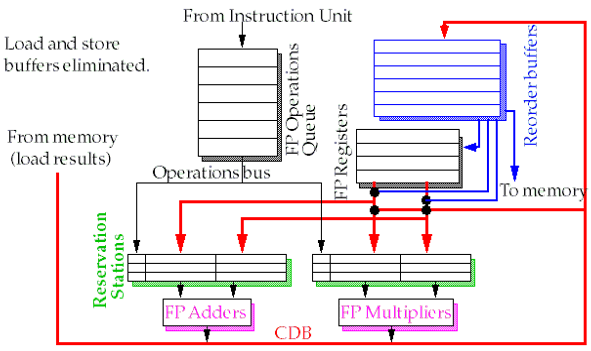 From Instruction Unit
Load and store
buffers eliminated.
FP Operations
Queue
Reorder buffers
From memory
(load results)
FP Registers
Operations bus
To memory
Reservation
Stations
FP Adders
FP Multipliers
CDB